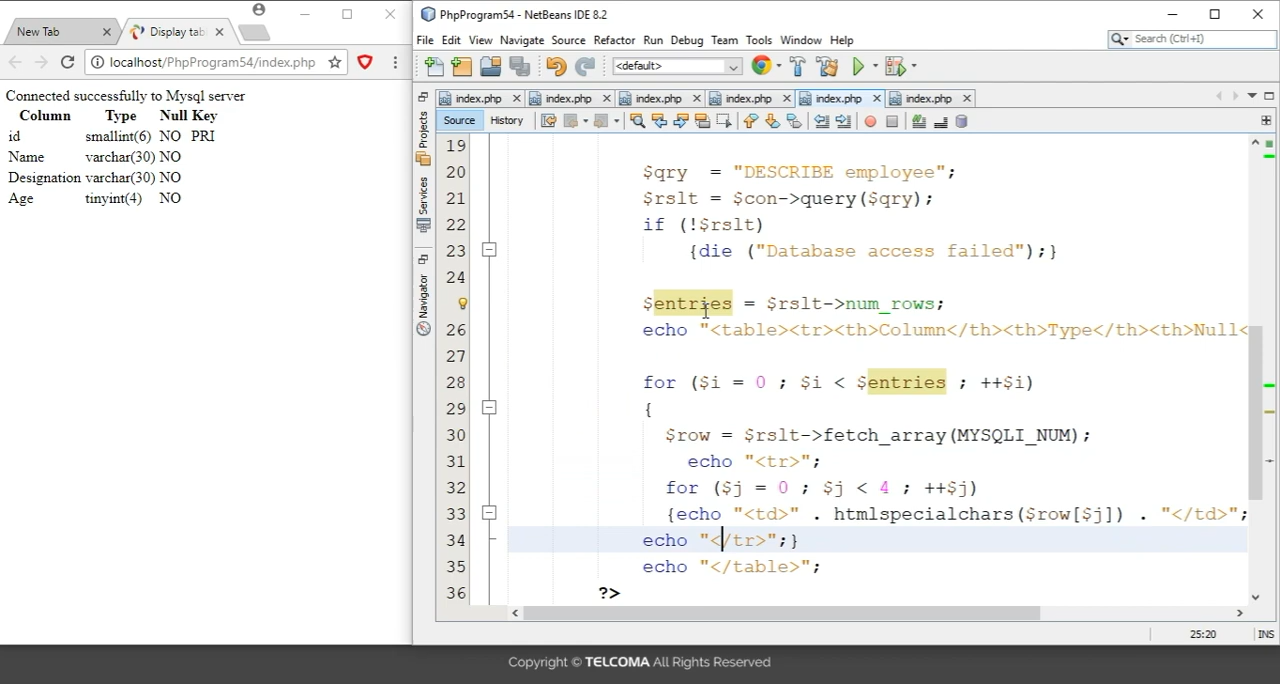 New Tab
Display tab
localhost/PhpProgram54/index.php
Connected successfully to Mysql server
Column Type Null Key
id smallint(6) NO PRI
Name varchar(30) NO
Designation varchar(30) NO
Age tinyint(4) NO
PhpProgram54 - NetBeans IDE 8.2
File Edit View Navigate Source Refactor Run Debug Team Tools Window Help
Search (Ctrl+I)
<default>
index.php index.php index.php index.php index.php index.php
Source History
Projects
Services
Navigator
19
20 $qry = "DESCRIBE employee";
21 $rslt = $con->query($qry);
22 if (!$rslt)
23 {die ("Database access failed");}
24
$entries = $rslt->num_rows;
26 echo "<table><tr><th>Column</th><th>Type</th><th>Null<
27
28 for ($i = 0 ; $i < $entries ; ++$i)
29 {
30 $row = $rslt->fetch_array(MYSQLI_NUM);
31 echo "<tr>";
32 for ($j = 0 ; $j < 4 ; ++$j)
33 {echo "<td>" . htmlspecialchars($row[$j]) . "</td>";
34 echo "</tr>";}
35 echo "</table>";
36 ?>
25:20 INS
Copyright © TELCOMA All Rights Reserved